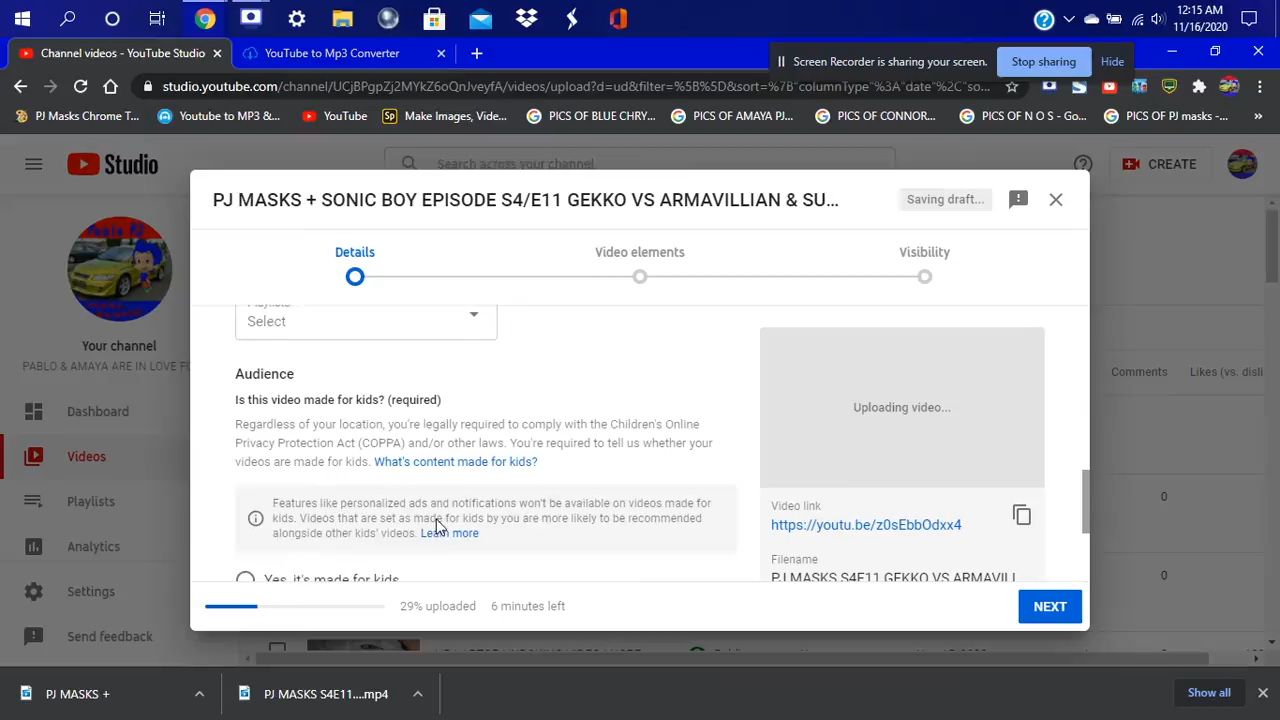 12:15 AM
11/16/2020
Channel videos - YouTube Studio
YouTube to Mp3 Converter
Screen Recorder is sharing your screen.
Stop sharing
Hide
studio.youtube.com/channel/UCjBPgpZj2MYkZ6oQnJveyfA/videos/upload?d=ud&filter=%5B%5D&sort=%7B"columnType"%3A"date"%2C"so...
PJ Masks Chrome T...
Youtube to MP3 &...
YouTube
Make Images, Vide...
PICS OF BLUE CHRY...
PICS OF AMAYA PJ...
PICS OF CONNOR...
PICS OF N O S - Go...
PICS OF PJ masks -...
»
Studio
Search across your channel
CREATE
PJ MASKS + SONIC BOY EPISODE S4/E11 GEKKO VS ARMAVILLIAN & SU...
Saving draft...
Details
Video elements
Visibility
Playlists
Select
Audience
Is this video made for kids? (required)
Regardless of your location, you're legally required to comply with the Children's Online
Privacy Protection Act (COPPA) and/or other laws. You're required to tell us whether your
videos are made for kids. What's content made for kids?
Features like personalized ads and notifications won't be available on videos made for
kids. Videos that are set as made for kids by you are more likely to be recommended
alongside other kids' videos. Learn more
Yes, it's made for kids
Uploading video...
Video link
https://youtu.be/z0sEbbOdxx4
Filename
PJ MASKS S4E11 GEKKO VS ARMAVILL
29% uploaded
6 minutes left
NEXT
Your channel
PABLO & AMAYA ARE IN LOVE FO
Dashboard
Videos
Playlists
Analytics
Settings
Send feedback
Comments
Likes (vs. disli
0
0
PJ MASKS +
PJ MASKS S4E11....mp4
Show all